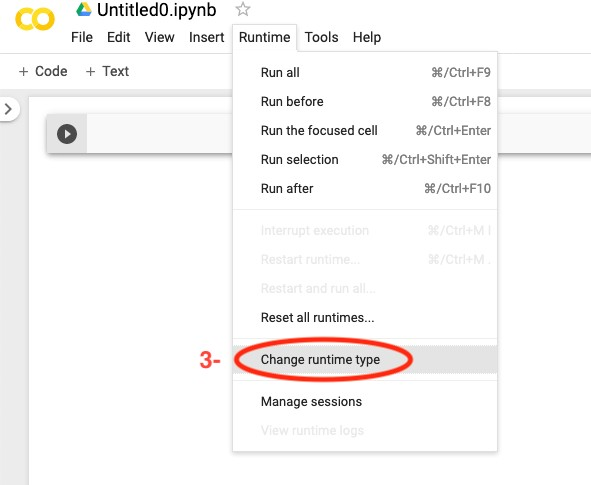 Untitled0.ipynb
File Edit View Insert Runtime Tools Help
+ Code + Text
Run all ⌘/Ctrl+F9
Run before ⌘/Ctrl+F8
Run the focused cell ⌘/Ctrl+Enter
Run selection ⌘/Ctrl+Shift+Enter
Run after ⌘/Ctrl+F10
Interrupt execution ⌘/Ctrl+M I
Restart runtime... ⌘/Ctrl+M .
Restart and run all...
Reset all runtimes...
3- Change runtime type
Manage sessions
View runtime logs